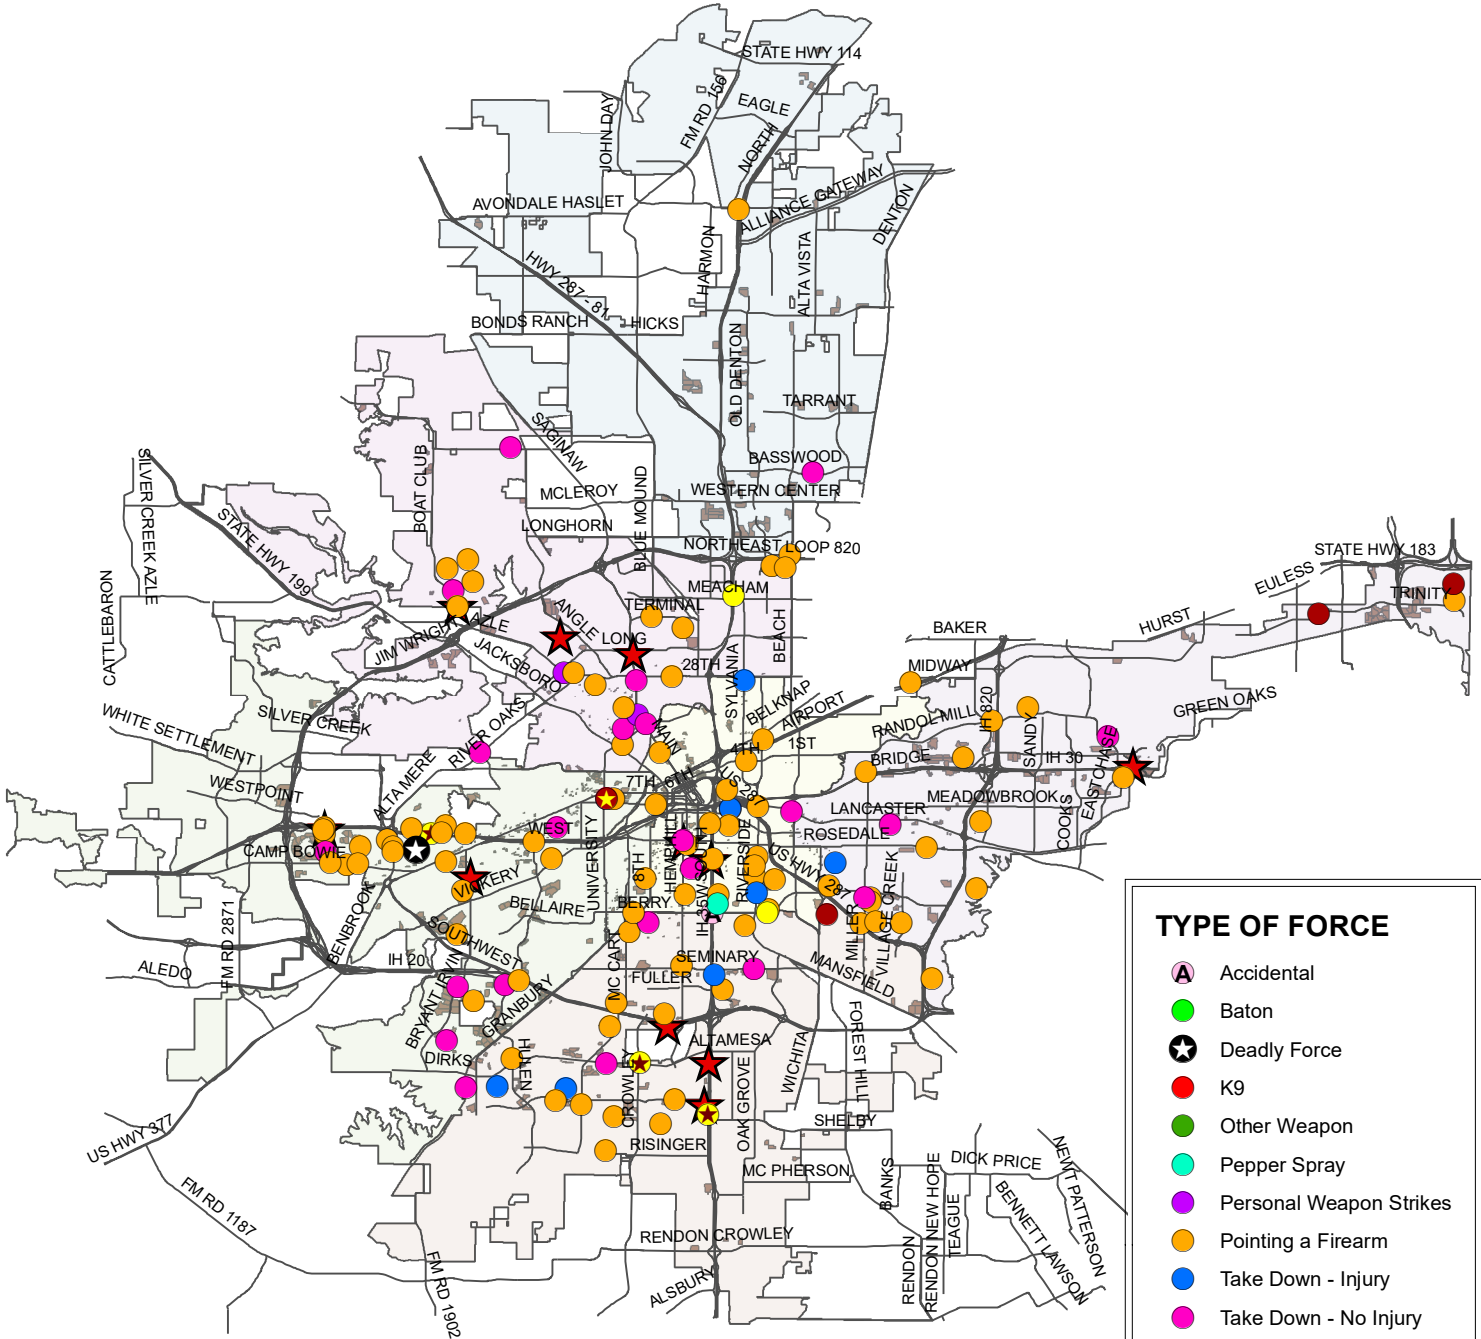 STATE HWY 114
FM RD 156
EAGLE
JOHN DAY
NORTH
ALLIANCE GATEWAY
AVONDALE HASLET
DENTON
HARMON
ALTA VISTA
HWY 287 - 81
BONDS RANCH
HICKS
OLD DENTON
TARRANT
SAGINAW
BASSWOOD
BOAT CLUB
MCLEROY
WESTERN CENTER
SILVER CREEK AZLE
STATE HWY 199
LONGHORN
BLUE MOUND
NORTHEAST LOOP 820
STATE HWY 183
MEACHAM
EULESS
TRINITY
CATTLEBARON
ANGLE
TERMINAL
HURST
JIM WRIGHT
AZLE
LONG
BEACH
BAKER
JACKSBORO
28TH
SYLVANIA
MIDWAY
WHITE SETTLEMENT
SILVER CREEK
RIVER OAKS
MAIN
BELKNAP
AIRPORT
RANDOL MILL
IH 820
SANDY
GREEN OAKS
4TH
1ST
BRIDGE
IH 30
EASTCHASE
WESTPOINT
ALTAMERE
7TH
6TH
US 287
MEADOWBROOK
LANCASTER
COOKS
WEST
ROSEDALE
CAMP BOWIE
UNIVERSITY
HEMPHILL
IH 35W SOUTH
RIVERSIDE
US HWY 287
8TH
VICKERY
BELLAIRE
BERRY
MILLER
VILLAGE CREEK
FM RD 2871
BENBROOK
SOUTHWEST
IH 20
MC CART
SEMINARY
MANSFIELD
ALEDO
FULLER
BRYANT IRVIN
GRANBURY
DIRKS
HULEN
ALTAMESA
WICHITA
FOREST HILL
CROWLEY
OAK GROVE
SHELBY
US HWY 377
RISINGER
MC PHERSON
BANKS
DICK PRICE
NEWT PATTERSON
FM RD 1187
RENDON NEW HOPE
TEAGUE
BENNETT LAWSON
RENDON CROWLEY
RENDON
FM RD 1902
ALSBURY
A
TYPE OF FORCE
A Accidental
Baton
Deadly Force
K9
Other Weapon
Pepper Spray
Personal Weapon Strikes
Pointing a Firearm
Take Down - Injury
Take Down - No Injury